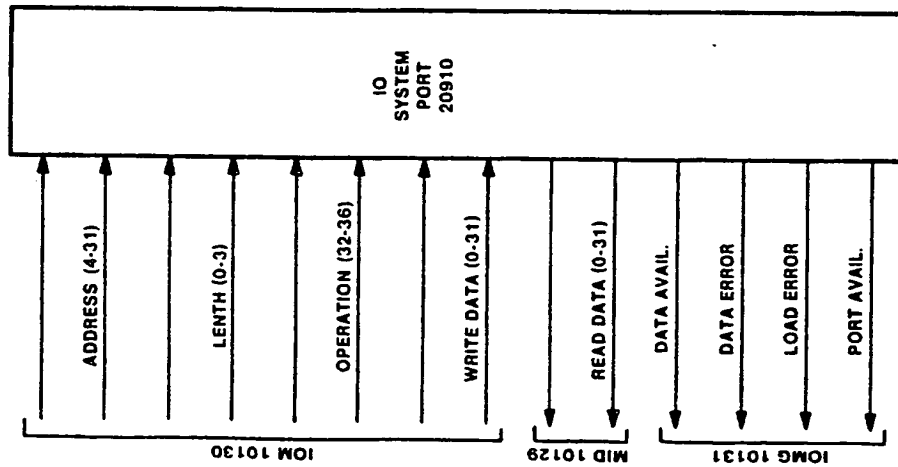 IO
SYSTEM
PORT
20910
ADDRESS (4-31)
LENTH (0-3)
OPERATION (32-36)
WRITE DATA (0-31)
READ DATA (0-31)
DATA AVAIL.
DATA ERROR
LOAD ERROR
PORT AVAIL.
IOM 10130
MID 10129
IOMG 10131